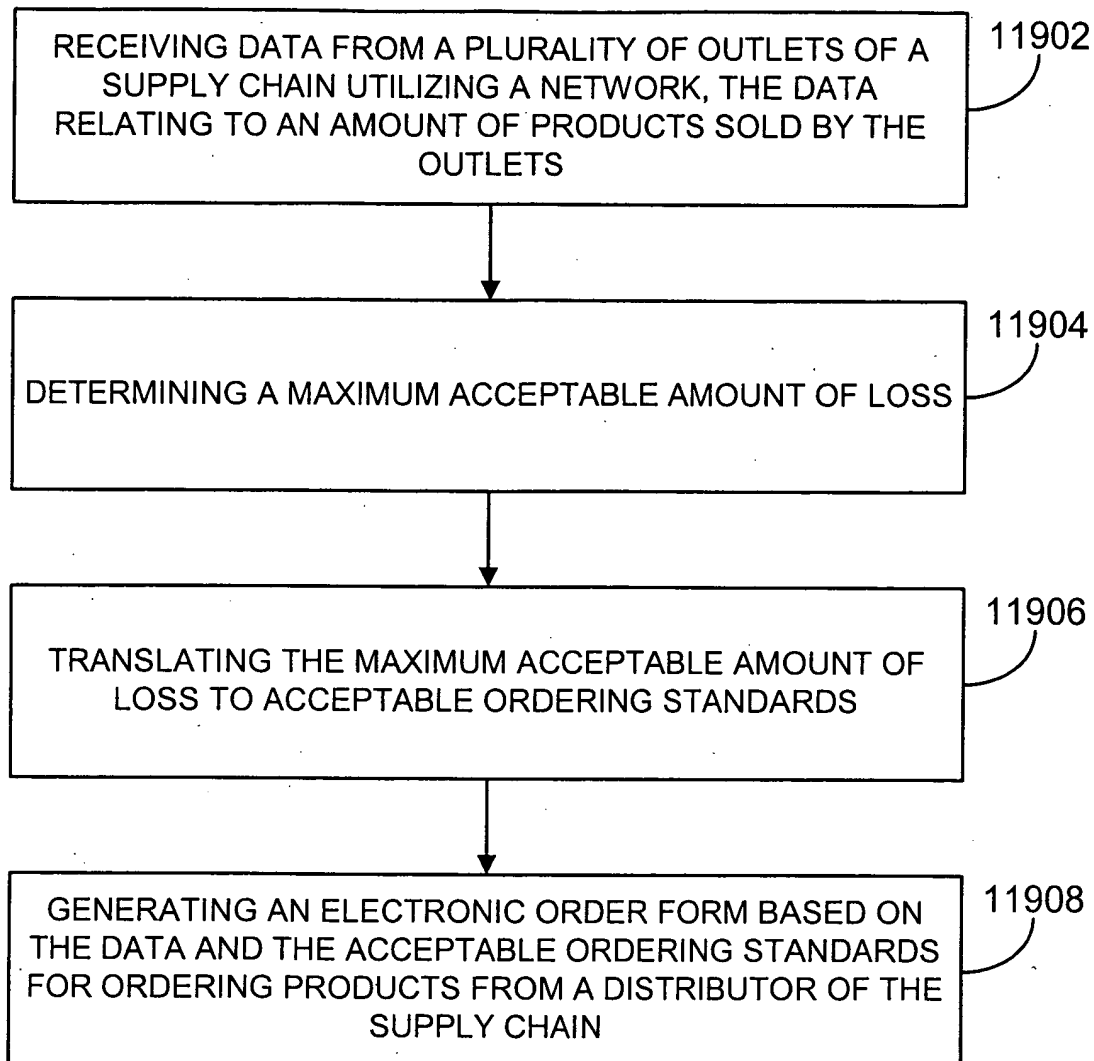 RECEIVING DATA FROM A PLURALITY OF OUTLETS OF A
SUPPLY CHAIN UTILIZING A NETWORK, THE DATA
RELATING TO AN AMOUNT OF PRODUCTS SOLD BY THE
OUTLETS
11902
DETERMINING A MAXIMUM ACCEPTABLE AMOUNT OF LOSS
11904
TRANSLATING THE MAXIMUM ACCEPTABLE AMOUNT OF
LOSS TO ACCEPTABLE ORDERING STANDARDS
11906
GENERATING AN ELECTRONIC ORDER FORM BASED ON
THE DATA AND THE ACCEPTABLE ORDERING STANDARDS
FOR ORDERING PRODUCTS FROM A DISTRIBUTOR OF THE
SUPPLY CHAIN
11908